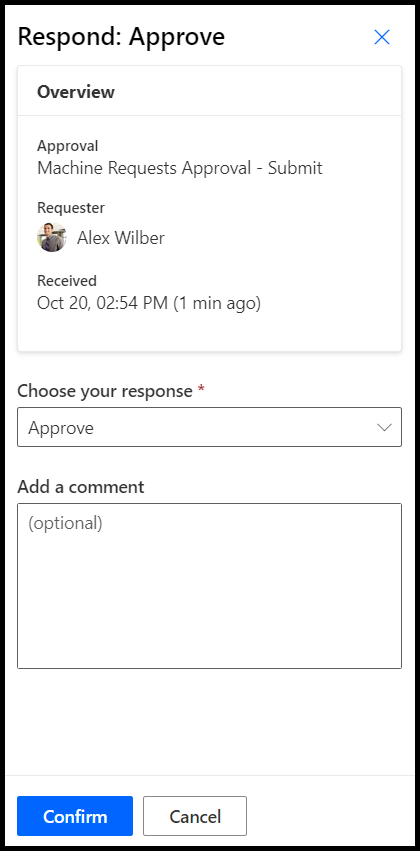 Respond: Approve
Overview
Approval
Machine Requests Approval - Submit
Requester
Alex Wilber
Received
Oct 20, 02:54 PM (1 min ago)
Choose your response *
Approve
Add a comment
(optional)
Confirm
Cancel